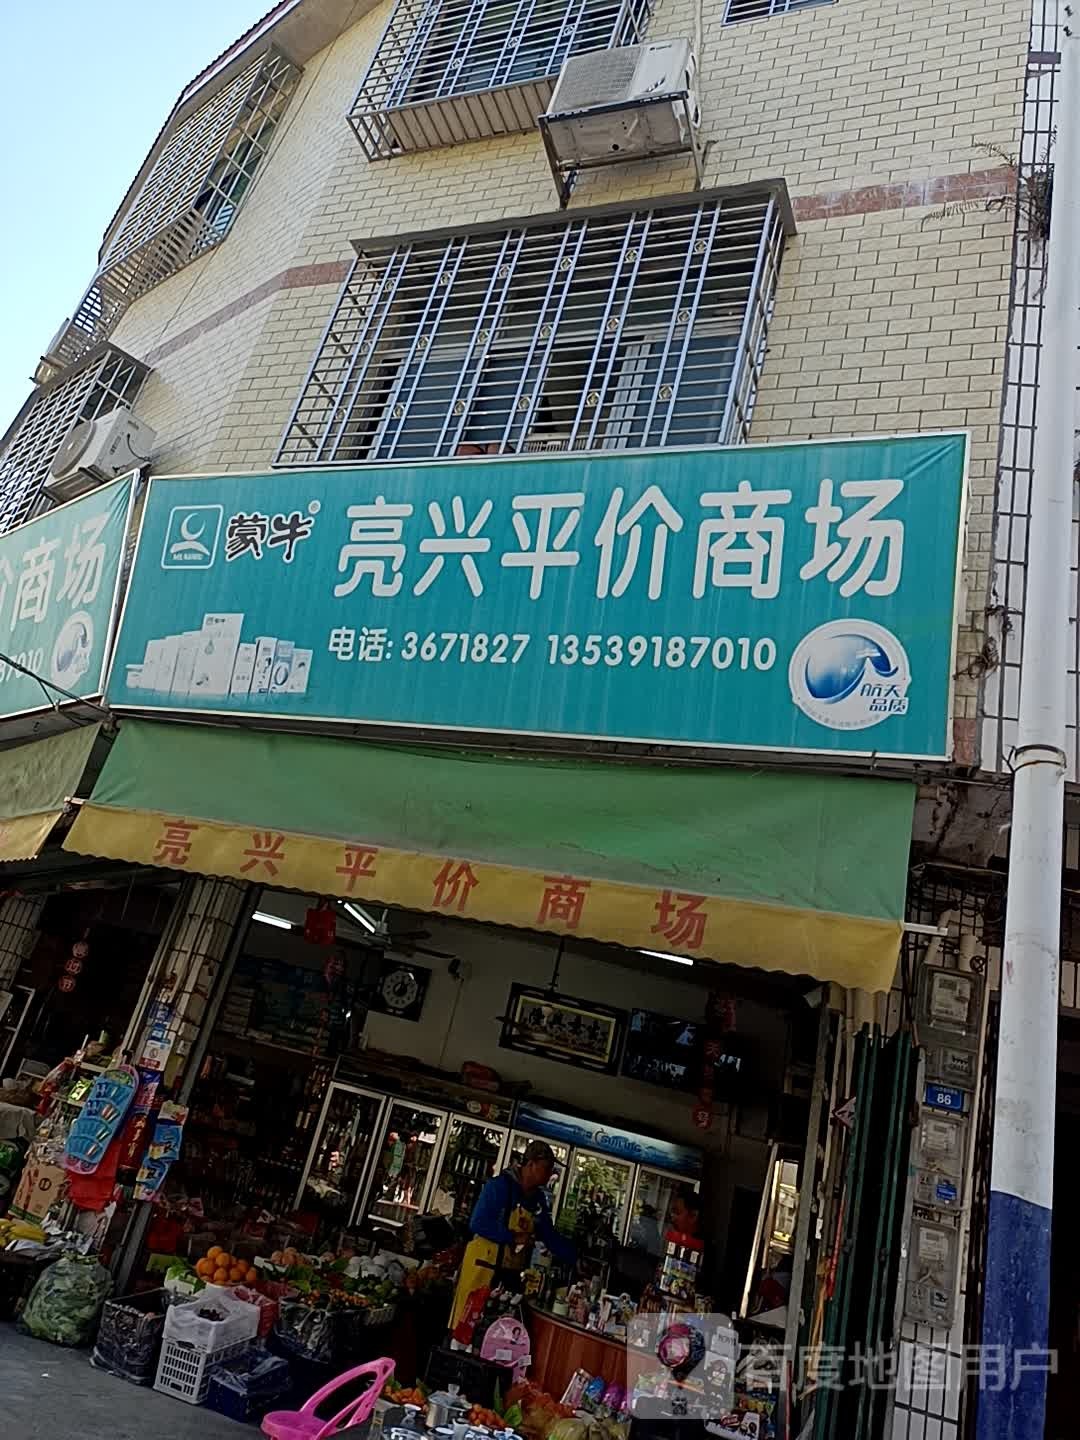 蒙牛® 亮兴平价商场
电话: 3671827 13539187010
航天
品质
价商场
7010
亮兴平价商场
86
百度地图用户